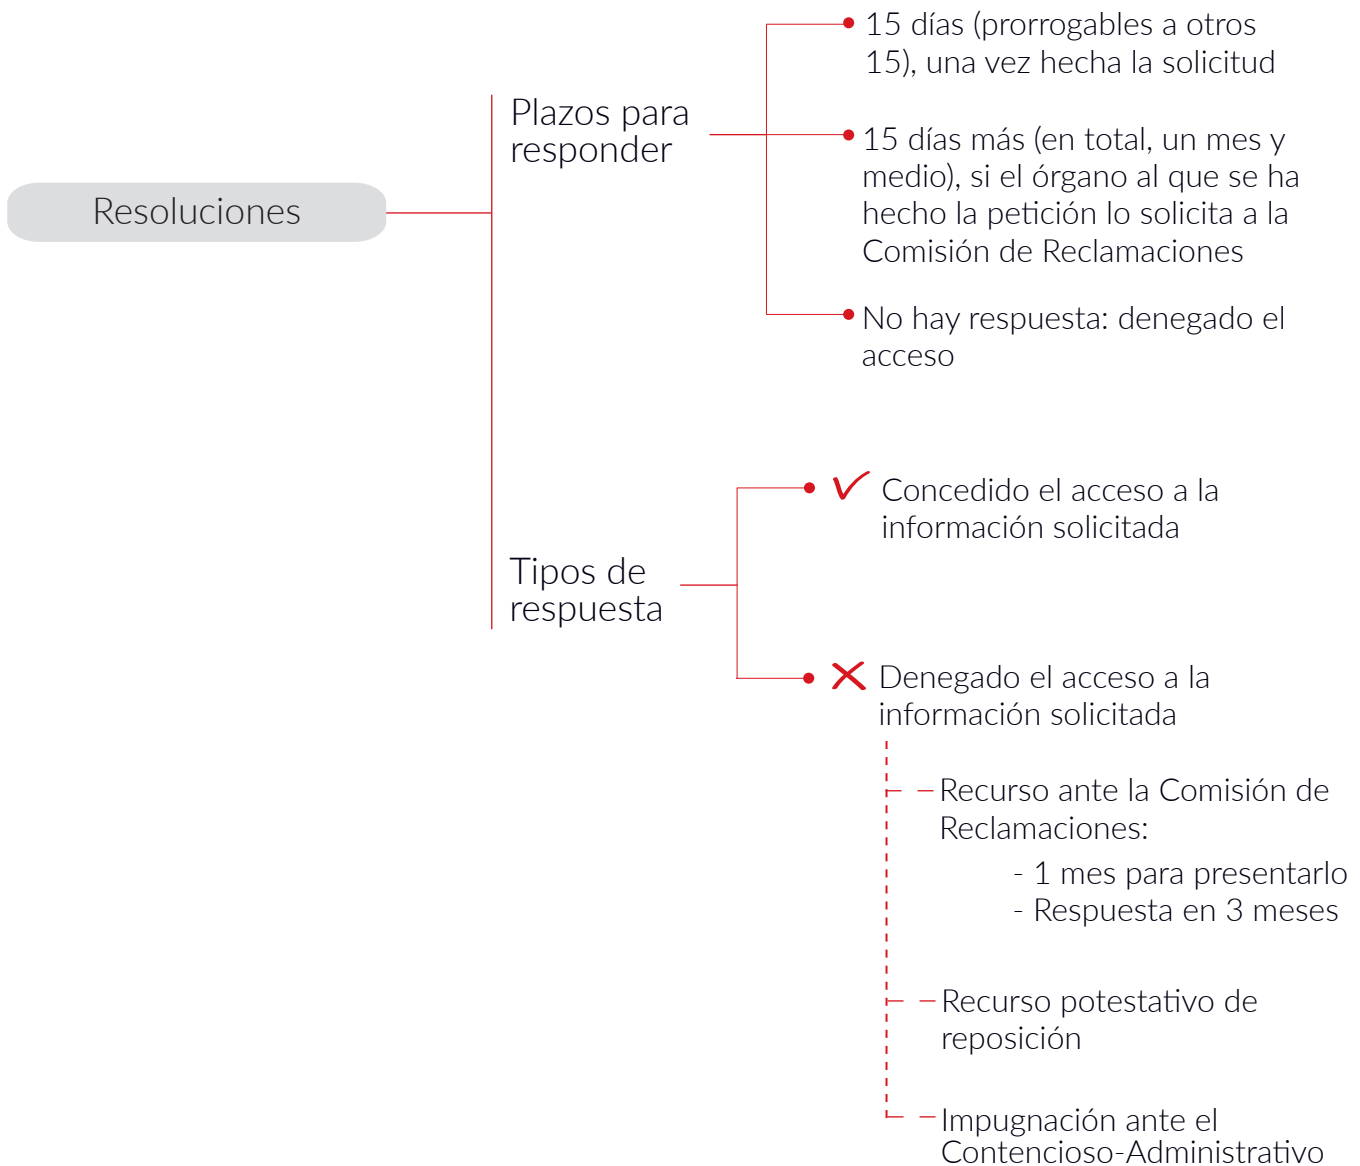 Resoluciones
Plazos para
responder
15 días (prorrogables a otros
15), una vez hecha la solicitud
15 días más (en total, un mes y
medio), si el órgano al que se ha
hecho la petición lo solicita a la
Comisión de Reclamaciones
No hay respuesta: denegado el
acceso
Tipos de
respuesta
Concedido el acceso a la
información solicitada
Denegado el acceso a la
información solicitada
Recurso ante la Comisión de
Reclamaciones:
- 1 mes para presentarlo
- Respuesta en 3 meses
Recurso potestativo de
reposición
Impugnación ante el
Contencioso-Administrativo